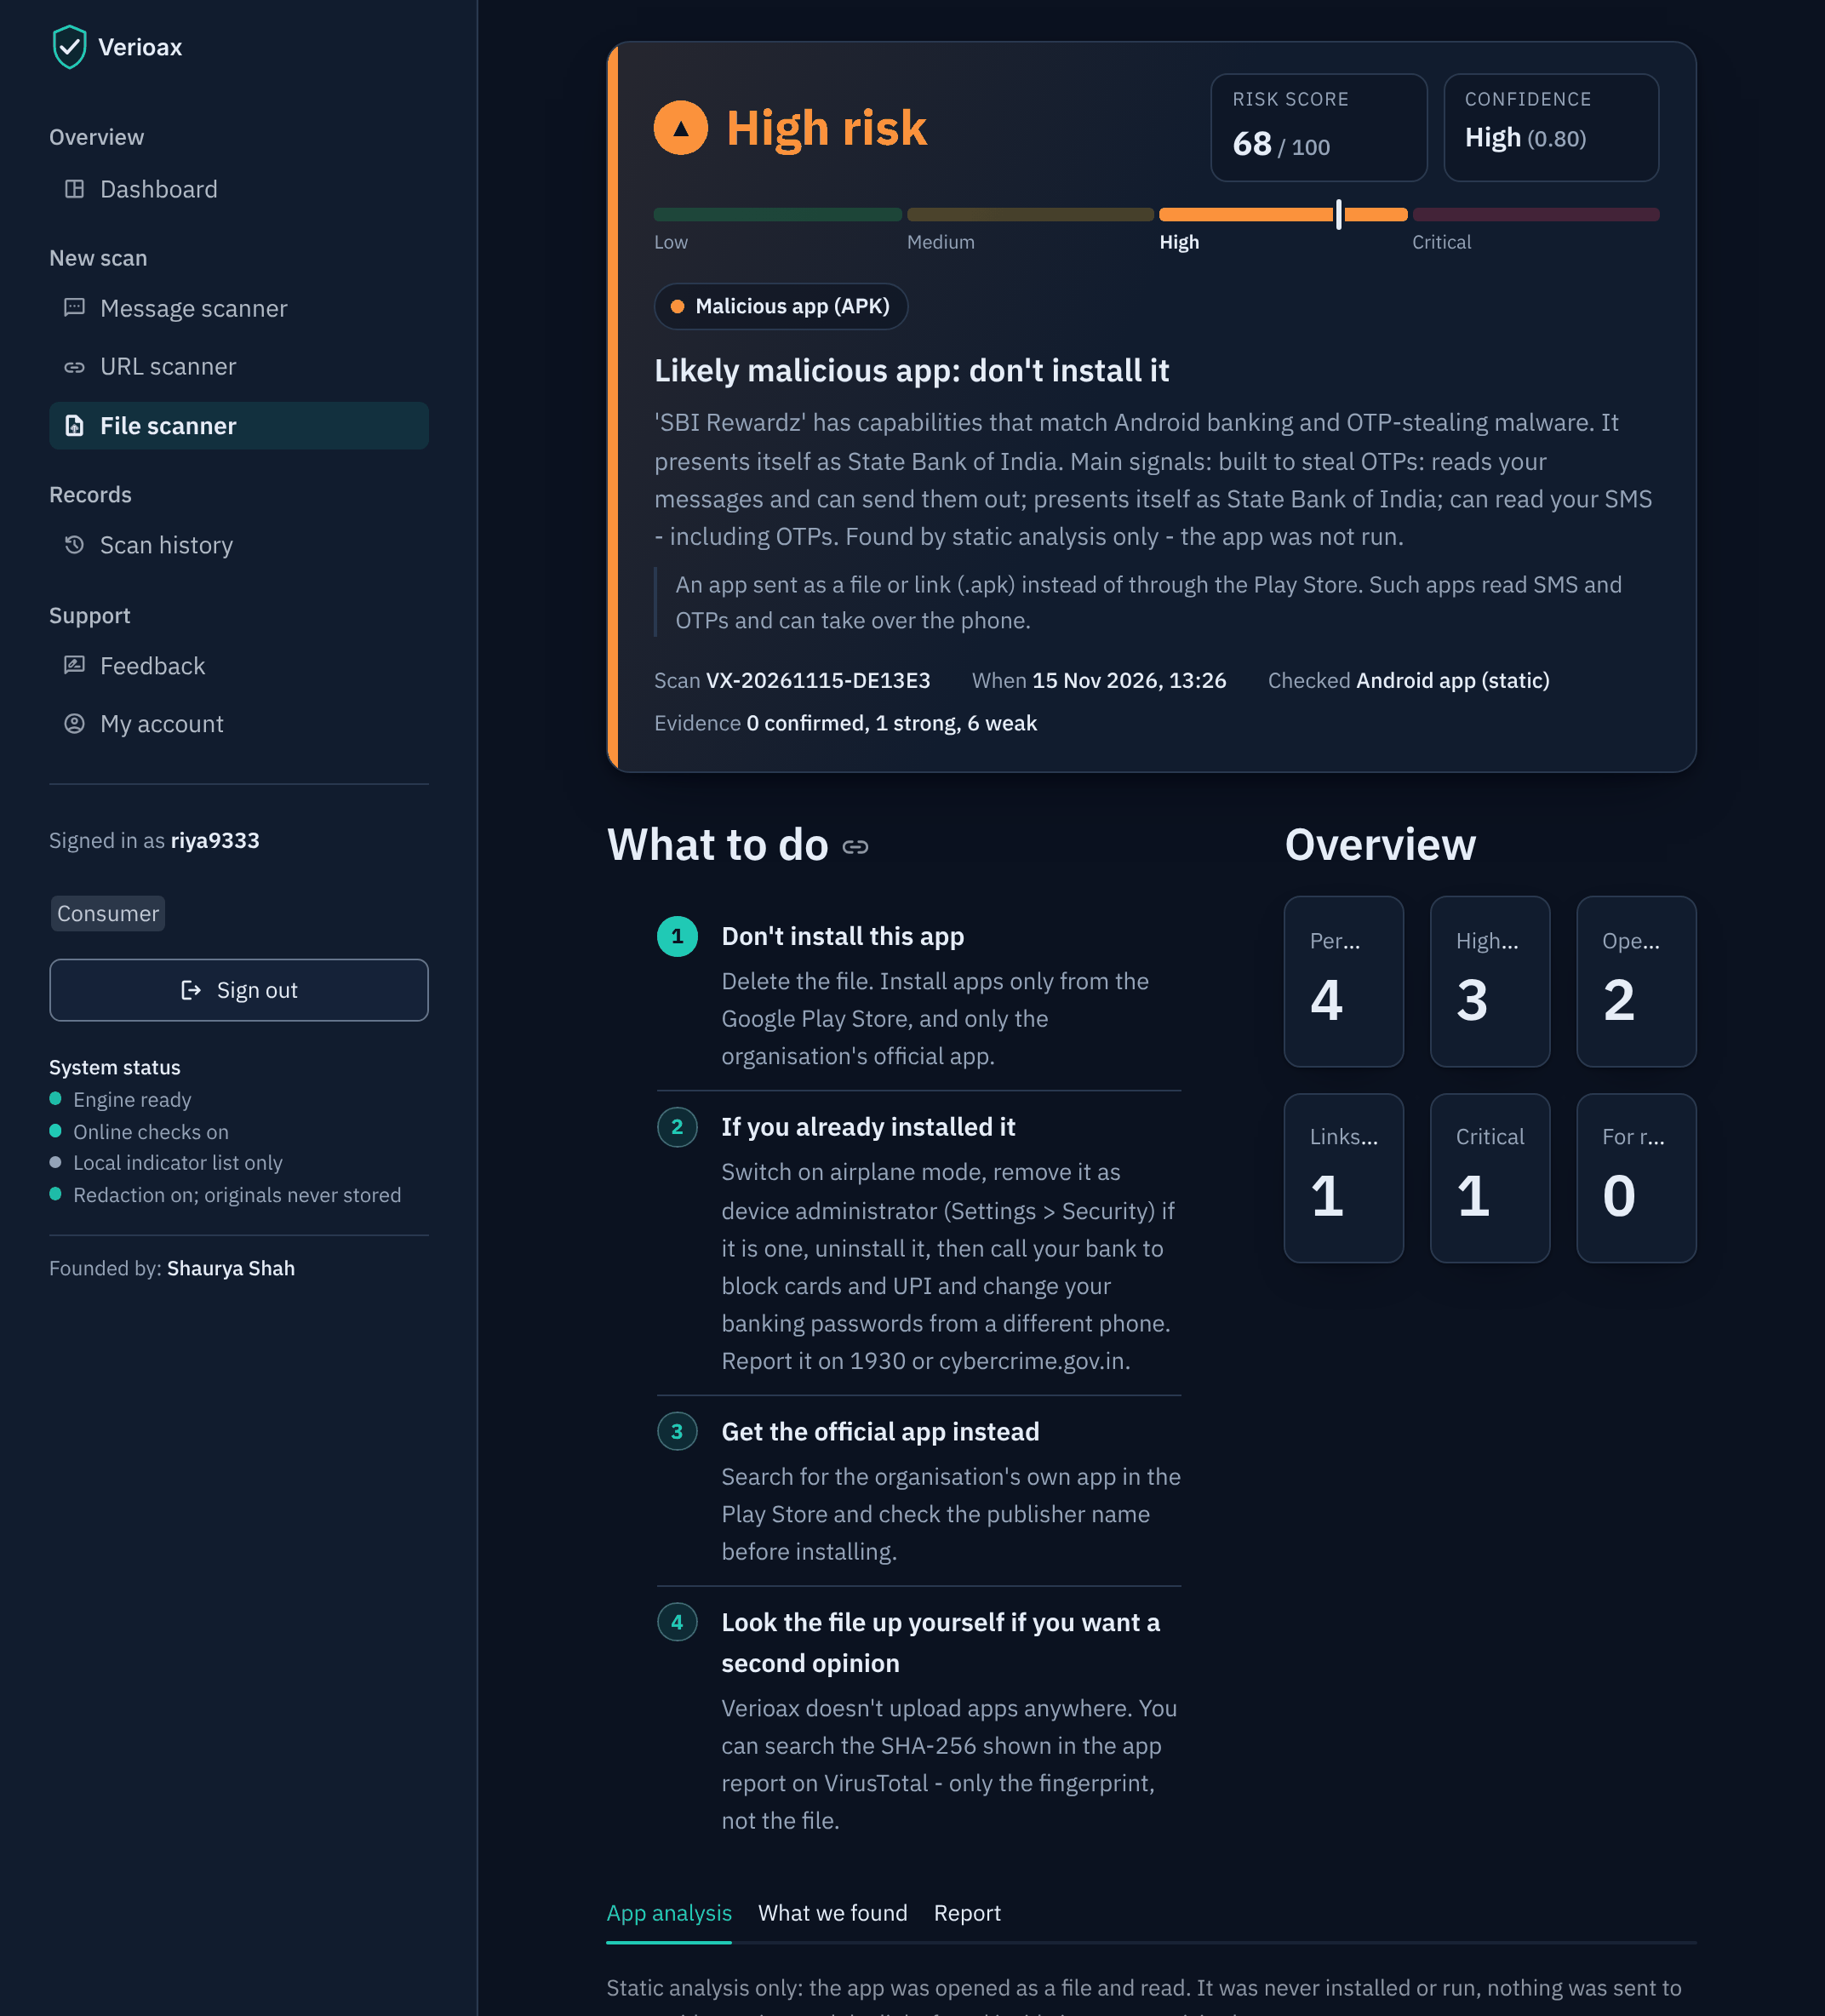 Verioax
Overview
Dashboard
New scan
Message scanner
URL scanner
File scanner
Records
Scan history
Support
Feedback
My account
Signed in as riya9333
Consumer
Sign out
System status
Engine ready
Online checks on
Local indicator list only
Redaction on; originals never stored
Founded by: Shaurya Shah
High risk
RISK SCORE
68 / 100
CONFIDENCE
High (0.80)
Low
Medium
High
Critical
Malicious app (APK)
Likely malicious app: don't install it
'SBI Rewardz' has capabilities that match Android banking and OTP-stealing malware. It
presents itself as State Bank of India. Main signals: built to steal OTPs: reads your
messages and can send them out; presents itself as State Bank of India; can read your SMS
- including OTPs. Found by static analysis only - the app was not run.
An app sent as a file or link (.apk) instead of through the Play Store. Such apps read SMS and
OTPs and can take over the phone.
Scan VX-20261115-DE13E3 When 15 Nov 2026, 13:26 Checked Android app (static)
Evidence 0 confirmed, 1 strong, 6 weak
What to do
1 Don't install this app
Delete the file. Install apps only from the
Google Play Store, and only the
organisation's official app.
2 If you already installed it
Switch on airplane mode, remove it as
device administrator (Settings > Security) if
it is one, uninstall it, then call your bank to
block cards and UPI and change your
banking passwords from a different phone.
Report it on 1930 or cybercrime.gov.in.
3 Get the official app instead
Search for the organisation's own app in the
Play Store and check the publisher name
before installing.
4 Look the file up yourself if you want a
second opinion
Verioax doesn't upload apps anywhere. You
can search the SHA-256 shown in the app
report on VirusTotal - only the fingerprint,
not the file.
Overview
Per...
4
High...
3
Ope...
2
Links...
1
Critical
1
For r...
0
App analysis What we found Report
Static analysis only: the app was opened as a file and read. It was never installed or run, nothing was sent to